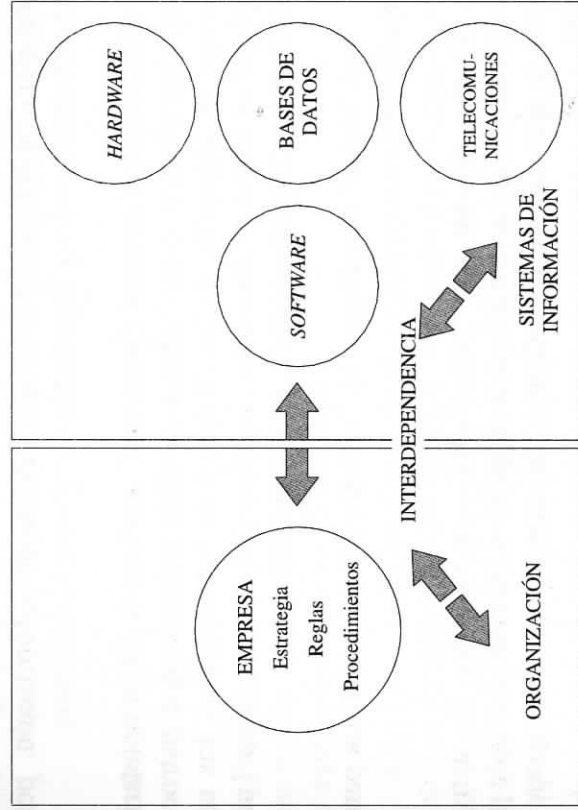 EMPRESA
Estrategia
Reglas
Procedimientos
ORGANIZACIÓN
INTERDEPENDENCIA
SOFTWARE
HARDWARE
BASES DE
DATOS
TELECOMU-
NICACIONES
SISTEMAS DE
INFORMACIÓN